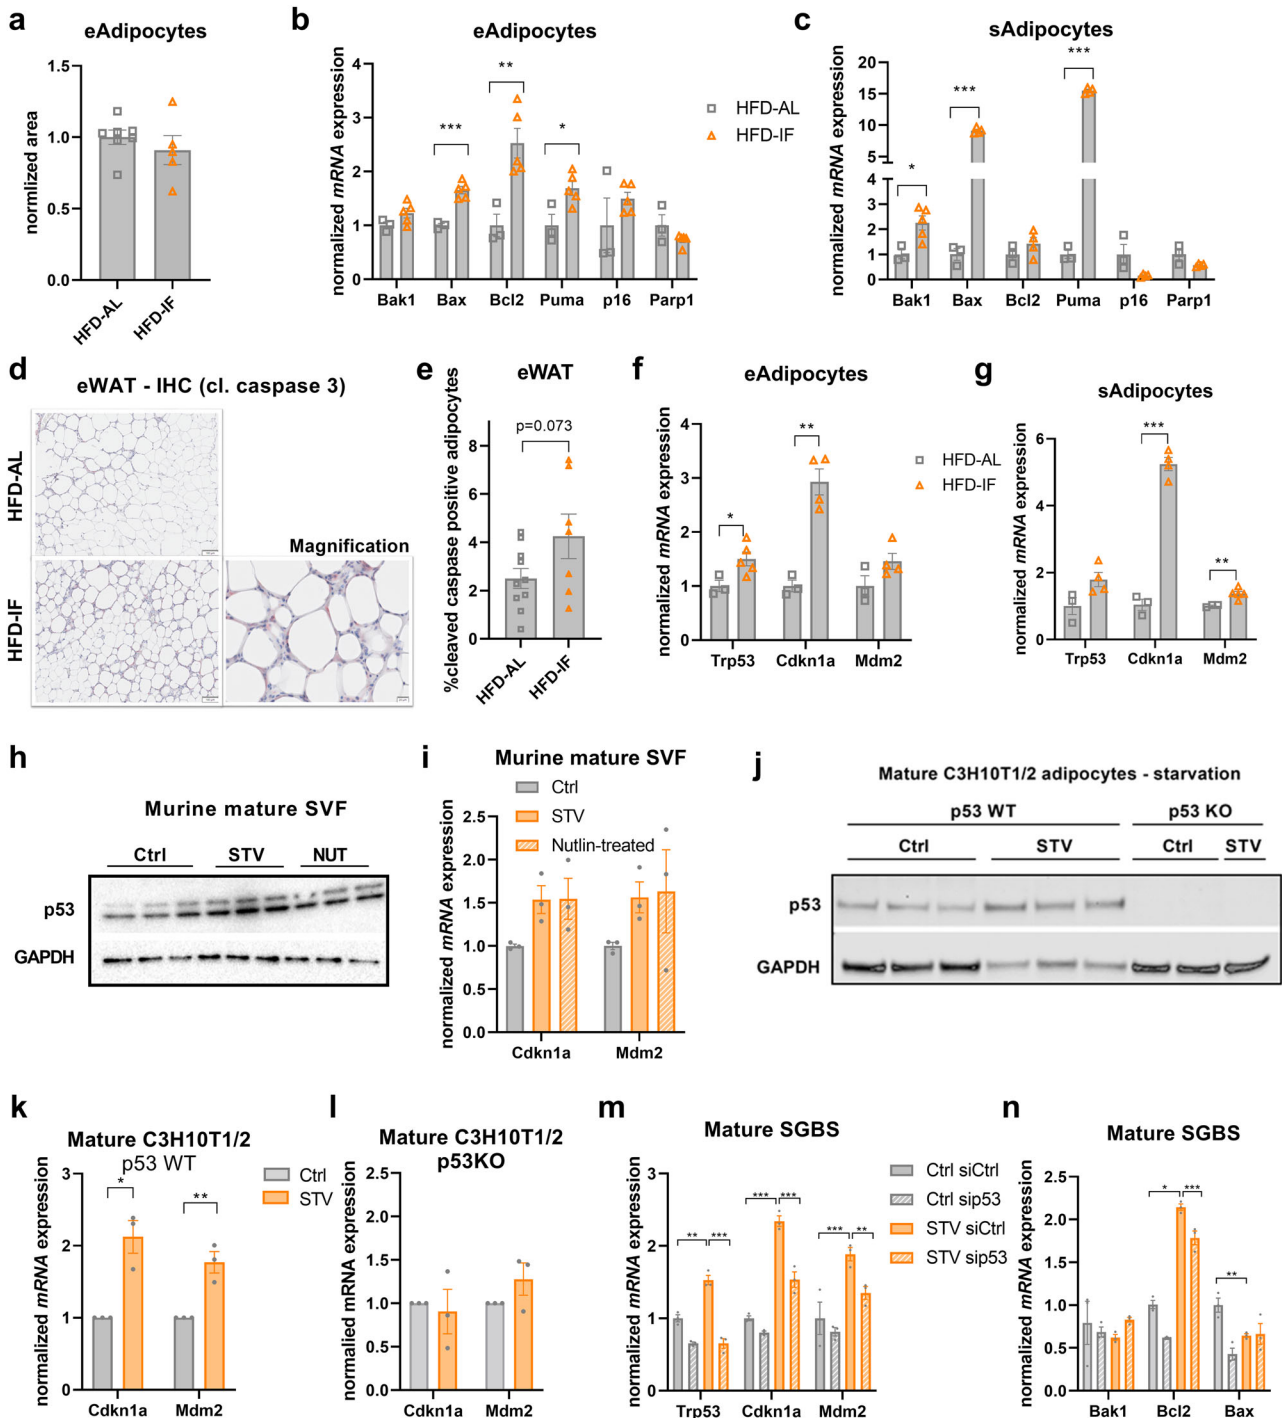 a
eAdipocytes
normlized area
1.5
1.0
0.5
0.0
HFD-AL
HFD-IF
b
eAdipocytes
normalized mRNA expression
4
3
2
1
0
***
**
*
Bak1 Bax Bcl2 Puma p16 Parp1
HFD-AL
HFD-IF
c
sAdipocytes
normalized mRNA expression
20
15
10
5
4
3
2
1
0
*
***
***
Bak1 Bax Bcl2 Puma p16 Parp1
d
eWAT - IHC (cl. caspase 3)
HFD-AL
HFD-IF
Magnification
e
eWAT
%cleaved caspase positive adipocytes
p=0.073
8
6
4
2
0
HFD-AL
HFD-IF
f
eAdipocytes
normalized mRNA expression
4
3
2
1
0
*
**
Trp53 Cdkn1a Mdm2
HFD-AL
HFD-IF
g
sAdipocytes
normalized mRNA expression
6
4
2
0
***
**
Trp53 Cdkn1a Mdm2
h
Murine mature SVF
Ctrl STV NUT
p53
GAPDH
i
Murine mature SVF
Ctrl
STV
Nutlin-treated
normalized mRNA expression
2.5
2.0
1.5
1.0
0.5
0.0
Cdkn1a Mdm2
j
Mature C3H10T1/2 adipocytes - starvation
p53 WT p53 KO
Ctrl STV Ctrl STV
p53
GAPDH
k
Mature C3H10T1/2
p53 WT
normalized mRNA expression
3
2
1
0
*
**
Cdkn1a Mdm2
Ctrl
STV
l
Mature C3H10T1/2
p53KO
normalied mRNA expression
2.5
2.0
1.5
1.0
0.5
0.0
Cdkn1a Mdm2
m
Mature SGBS
normalized mRNA expression
3
2
1
0
** ***
*** ***
*** **
Trp53 Cdkn1a Mdm2
Ctrl siCtrl
Ctrl sip53
STV siCtrl
STV sip53
n
Mature SGBS
normalized mRNA expression
2.5
2.0
1.5
1.0
0.5
0.0
* ***
**
Bak1 Bcl2 Bax